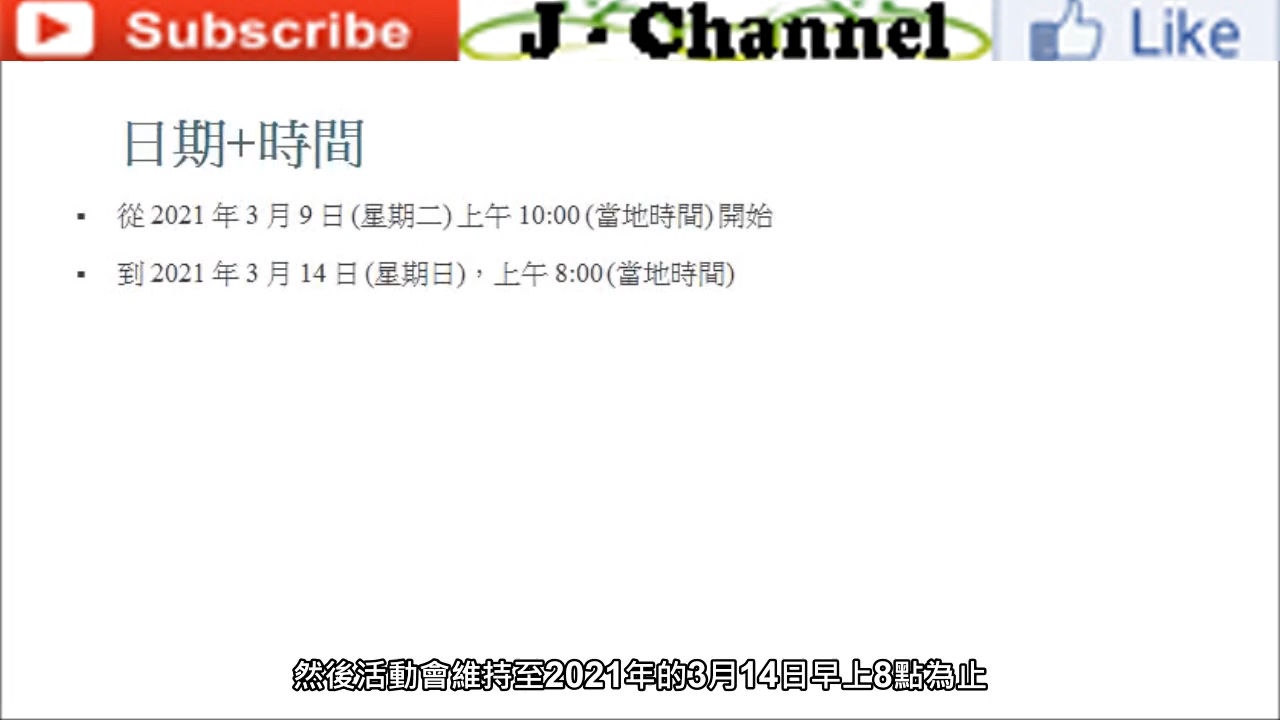 Subscribe
J-Channel
Like
日期+時間
▪ 從 2021 年 3 月 9 日 (星期二) 上午 10:00 (當地時間) 開始
▪ 到 2021 年 3 月 14 日 (星期日),上午 8:00 (當地時間)
然後活動會維持至2021年的3月14日早上8點為止